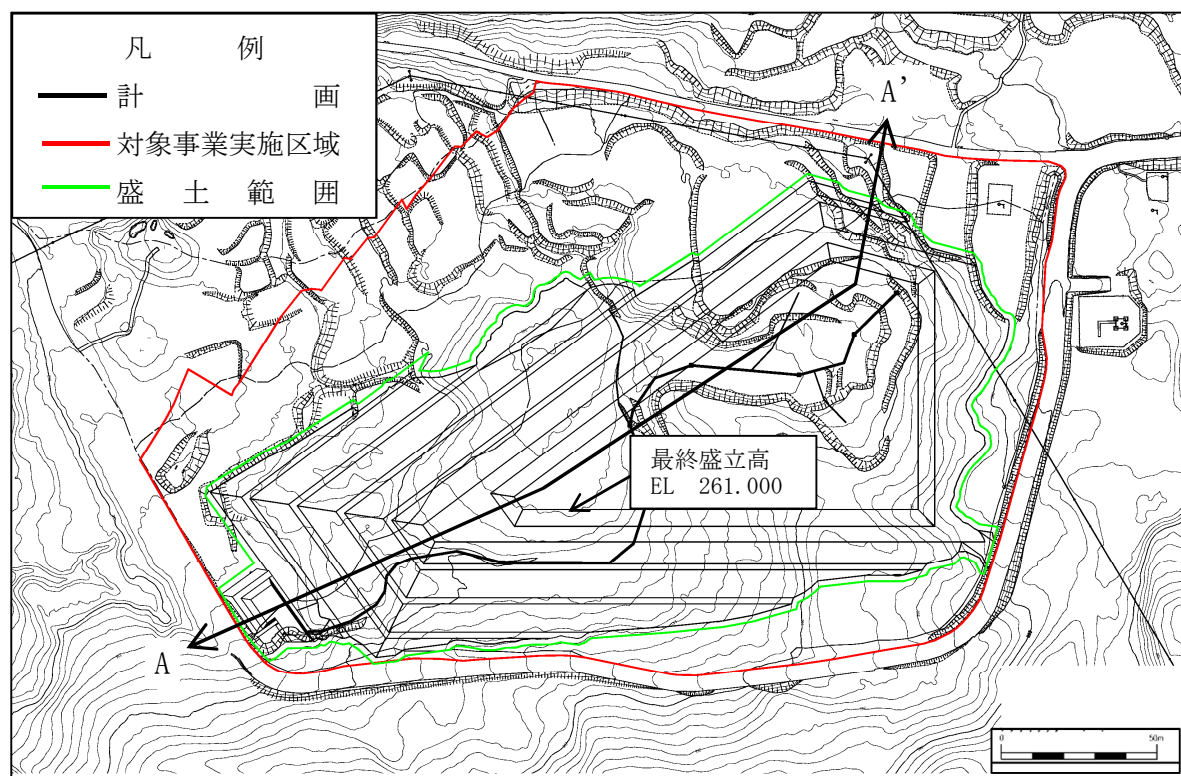 凡 例
計 画
対象事業実施区域
盛 土 範 囲
A'
最終盛立高
EL 261.000
A
0 50m